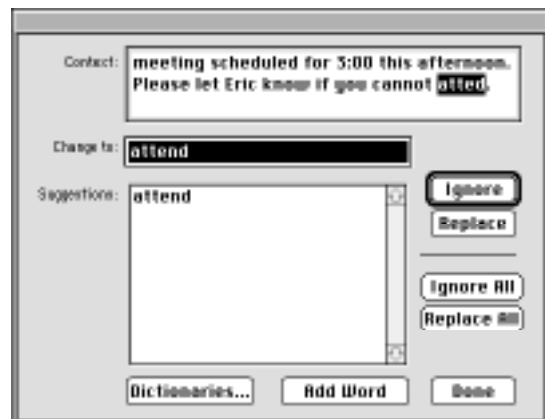 Context: meeting scheduled for 3:00 this afternoon.
Please let Eric know if you cannot atted.
Change to: attend
Suggestions: attend
Ignore
Replace
Ignore All
Replace All
Dictionaries... Add Word Done